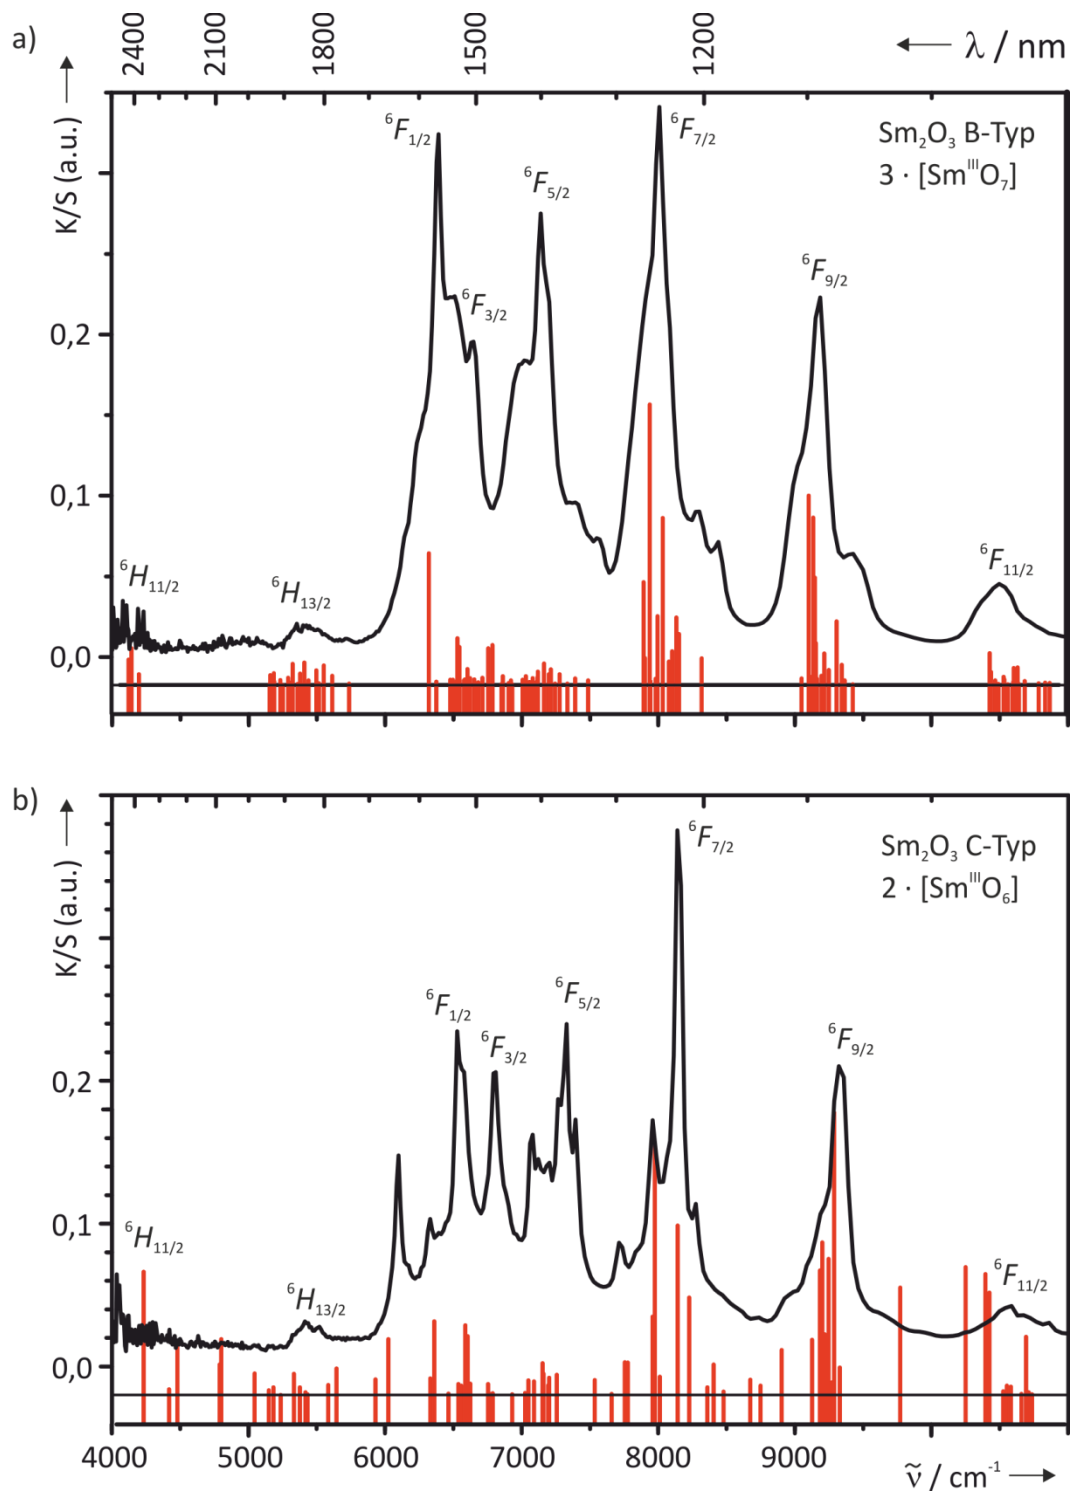 a)
2400 2100 1800 1500 1200 λ / nm
K/S (a.u.)
0,2
0,1
0,0
⁶H₁₁/₂ ⁶H₁₃/₂ ⁶F₁/₂ ⁶F₃/₂ ⁶F₅/₂ ⁶F₇/₂ ⁶F₉/₂ ⁶F₁₁/₂
Sm₂O₃ B-Typ
3 · [SmᴵᴵᴵO₇]
b)
K/S (a.u.)
0,2
0,1
0,0
⁶H₁₁/₂ ⁶H₁₃/₂ ⁶F₁/₂ ⁶F₃/₂ ⁶F₅/₂ ⁶F₇/₂ ⁶F₉/₂ ⁶F₁₁/₂
Sm₂O₃ C-Typ
2 · [SmᴵᴵᴵO₆]
4000 5000 6000 7000 8000 9000 ν̃ / cm⁻¹